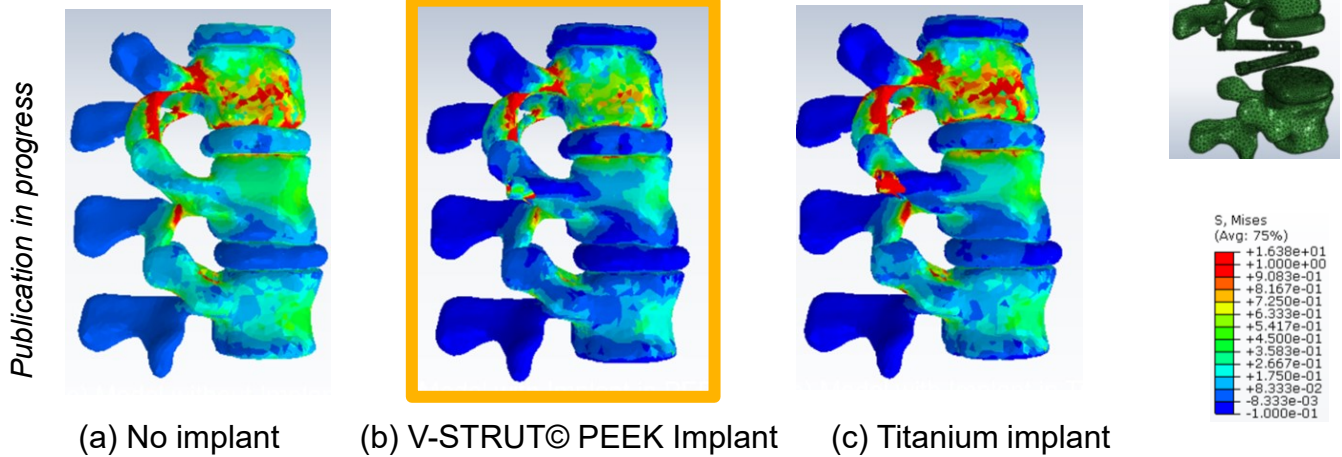 Publication in progress
S, Mises
(Avg: 75%)
+1.638e+01
+1.000e+00
+9.083e-01
+8.167e-01
+7.250e-01
+6.333e-01
+5.417e-01
+4.500e-01
+3.583e-01
+2.667e-01
+1.750e-01
+8.333e-02
-8.333e-03
-1.000e-01
(a) No implant
(b) V-STRUT© PEEK Implant
(c) Titanium implant